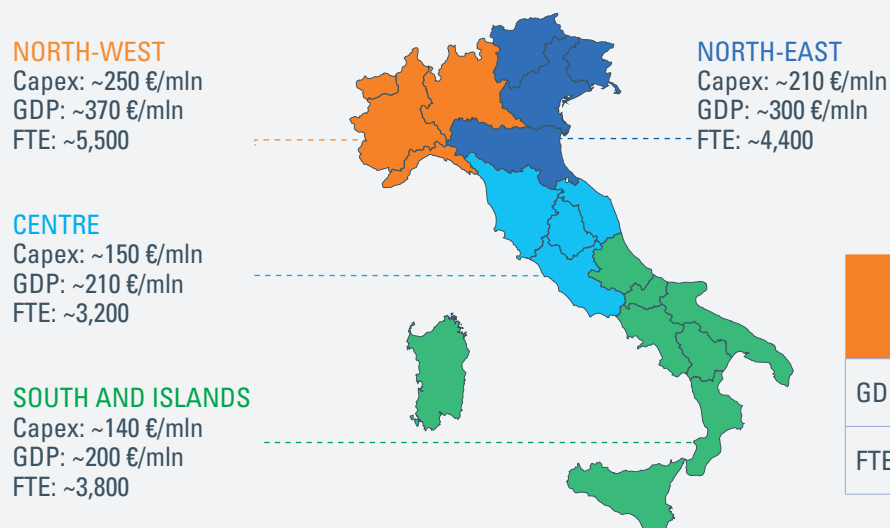 NORTH-WEST
Capex: ~250 €/mln
GDP: ~370 €/mln
FTE: ~5,500
NORTH-EAST
Capex: ~210 €/mln
GDP: ~300 €/mln
FTE: ~4,400
CENTRE
Capex: ~150 €/mln
GDP: ~210 €/mln
FTE: ~3,200
SOUTH AND ISLANDS
Capex: ~140 €/mln
GDP: ~200 €/mln
FTE: ~3,800
GD
FTE